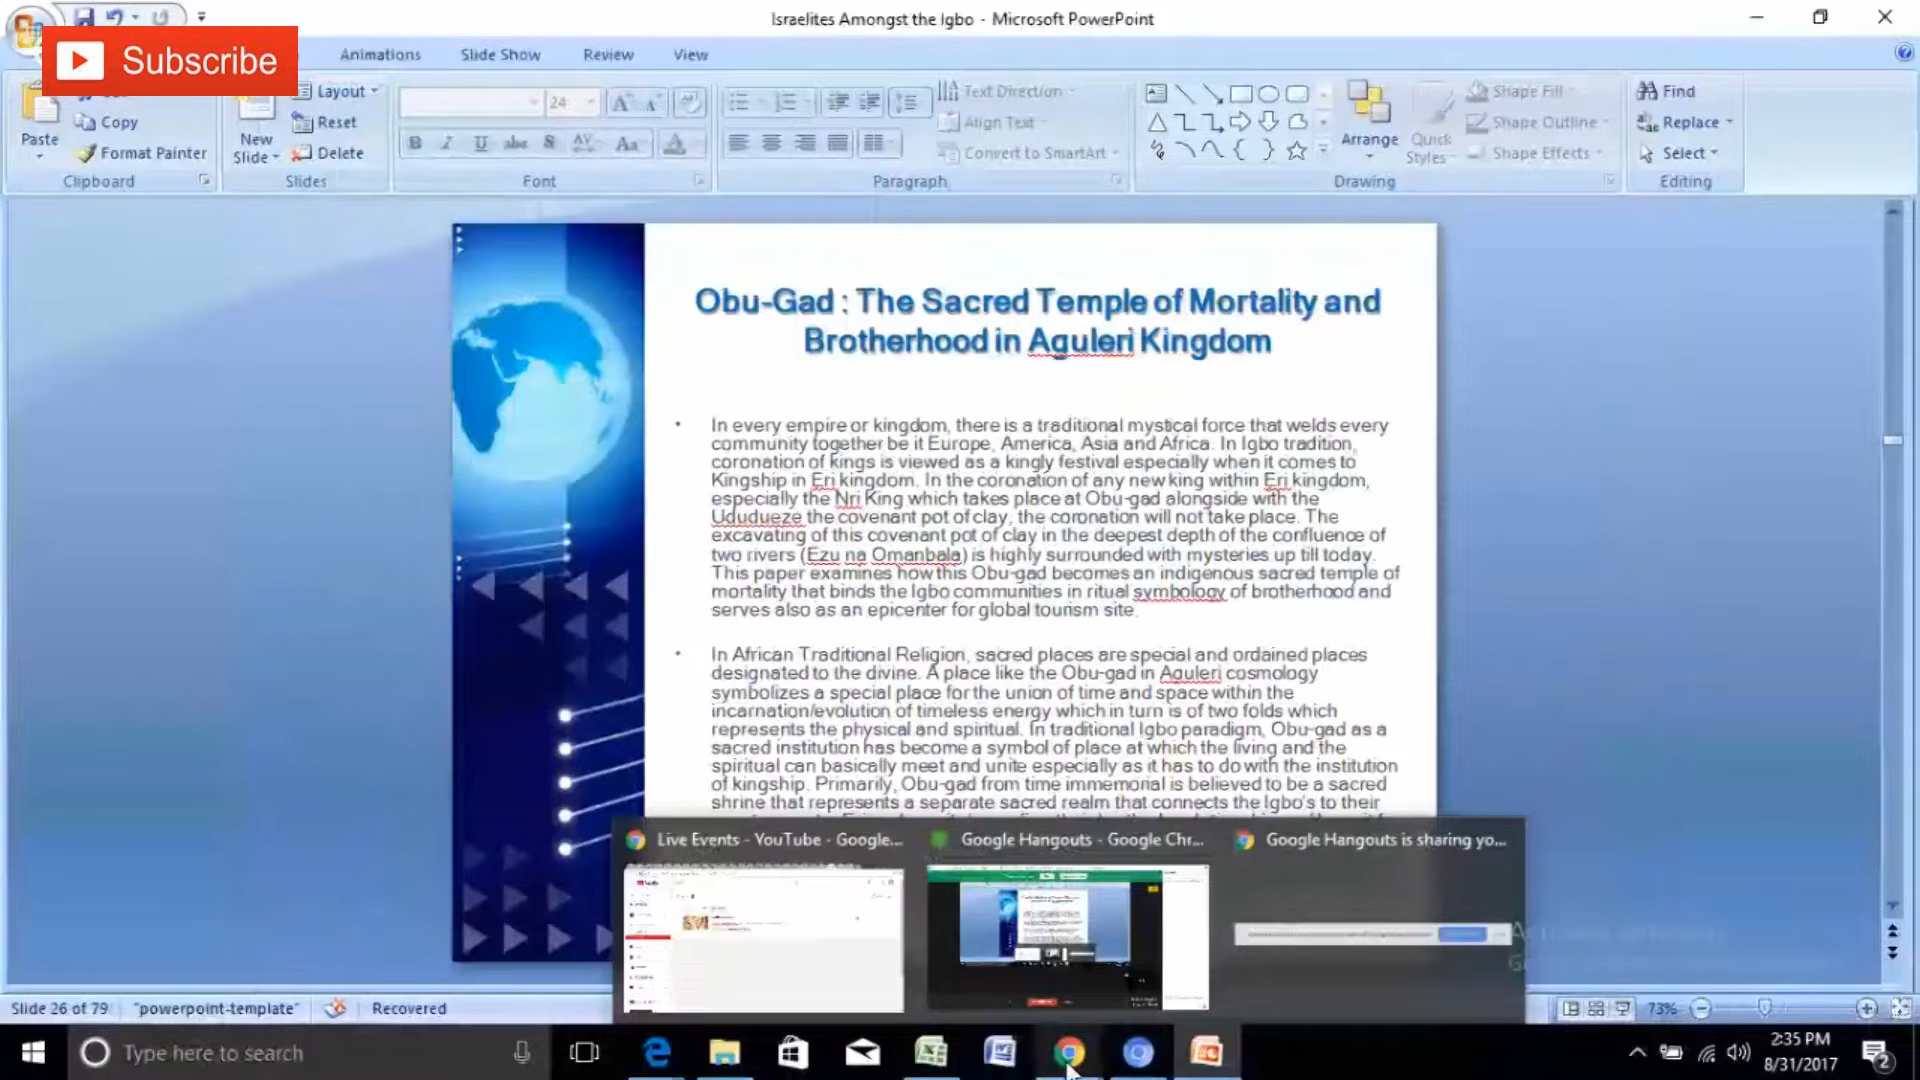 Israelites Amongst the Igbo - Microsoft PowerPoint
Subscribe
Animations
Slide Show
Review
View
Paste
Copy
Format Painter
Clipboard
New
Slide
Layout
Reset
Delete
Slides
24
Font
Text Direction
Align Text
Convert to SmartArt
Paragraph
Arrange
Quick
Styles
Shape Fill
Shape Outline
Shape Effects
Drawing
Find
Replace
Select
Editing
Obu-Gad : The Sacred Temple of Mortality and
Brotherhood in Aguleri Kingdom
• In every empire or kingdom, there is a traditional mystical force that welds every
community together be it Europe, America, Asia and Africa. In Igbo tradition,
coronation of kings is viewed as a kingly festival especially when it comes to
Kingship in Eri kingdom. In the coronation of any new king within Eri kingdom,
especially the Nri King which takes place at Obu-gad alongside with the
Ududueze the covenant pot of clay, the coronation will not take place. The
excavating of this covenant pot of clay in the deepest depth of the confluence of
two rivers (Ezu na Omanbala) is highly surrounded with mysteries up till today.
This paper examines how this Obu-gad becomes an indigenous sacred temple of
mortality that binds the Igbo communities in ritual symbology of brotherhood and
serves also as an epicenter for global tourism site.
• In African Traditional Religion, sacred places are special and ordained places
designated to the divine. A place like the Obu-gad in Aguleri cosmology
symbolizes a special place for the union of time and space within the
incarnation/evolution of timeless energy which in turn is of two folds which
represents the physical and spiritual. In traditional Igbo paradigm, Obu-gad as a
sacred institution has become a symbol of place at which the living and the
spiritual can basically meet and unite especially as it has to do with the institution
of kingship. Primarily, Obu-gad from time immemorial is believed to be a sacred
shrine that represents a separate sacred realm that connects the Igbo's to their
Live Events - YouTube - Google...
Google Hangouts - Google Chr...
Google Hangouts is sharing yo...
Slide 26 of 79
"powerpoint-template"
Recovered
73%
Type here to search
2:35 PM
8/31/2017
2